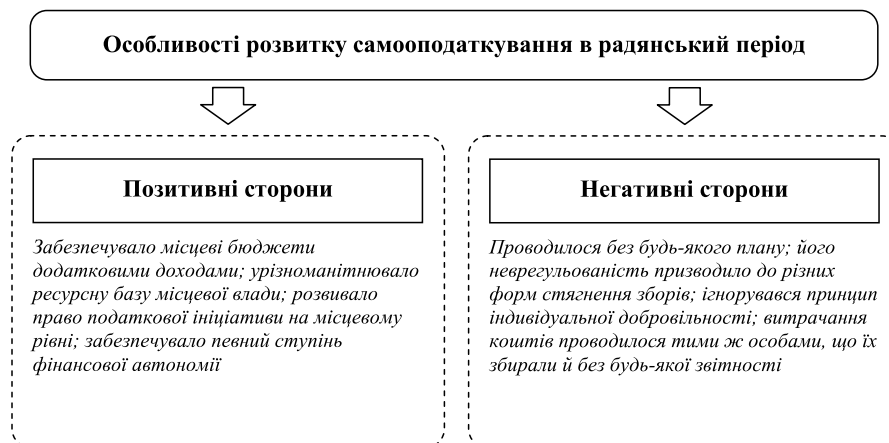 Особливості розвитку самооподаткування в радянський період
Позитивні сторони
Забезпечувало місцеві бюджети
додатковими доходами; урізноманітнювало
ресурсну базу місцевої влади; розвивало
право податкової ініціативи на місцевому
рівні; забезпечувало певний ступінь
фінансової автономії
Негативні сторони
Проводилося без будь-якого плану; його
неврегульованість призводило до різних
форм стягнення зборів; ігнорувався принцип
індивідуальної добровільності; витрачання
коштів проводилося тими ж особами, що їх
збирали й без будь-якої звітності